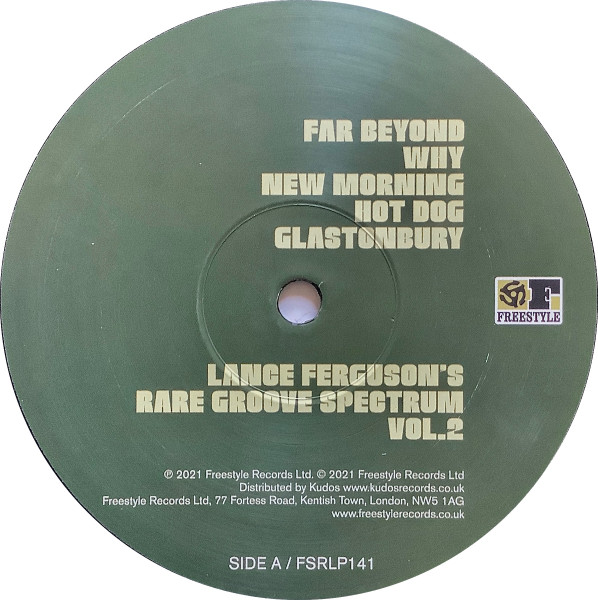 FAR BEYOND
WHY
NEW MORNING
HOT DOG
GLASTONBURY
F
FREESTYLE
LANCE FERGUSON'S
RARE GROOVE SPECTRUM
VOL.2
℗ 2021 Freestyle Records Ltd. © 2021 Freestyle Records Ltd
Distributed by Kudos www.kudosrecords.co.uk
Freestyle Records Ltd, 77 Fortess Road, Kentish Town, London, NW5 1AG
www.freestylerecords.co.uk
SIDE A / FSRLP141